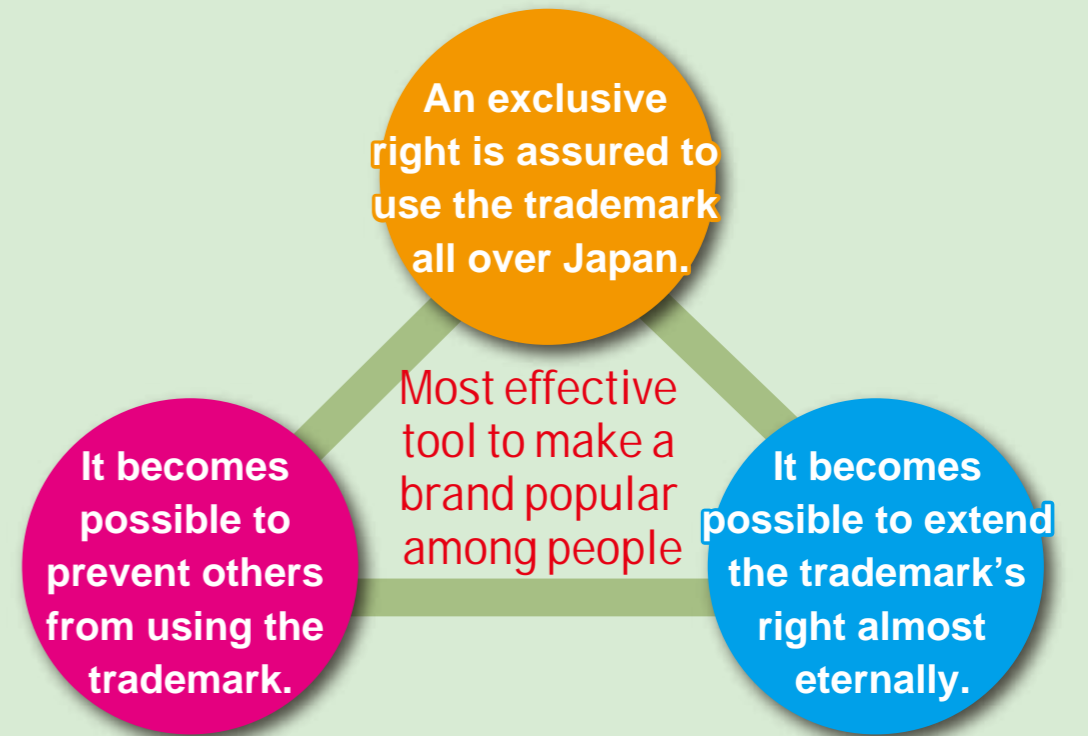 An exclusive
right is assured to
use the trademark
all over Japan.
Most effective
tool to make a
brand popular
among people
It becomes
possible to
prevent others
from using the
trademark.
It becomes
possible to extend
the trademark’s
right almost
eternally.